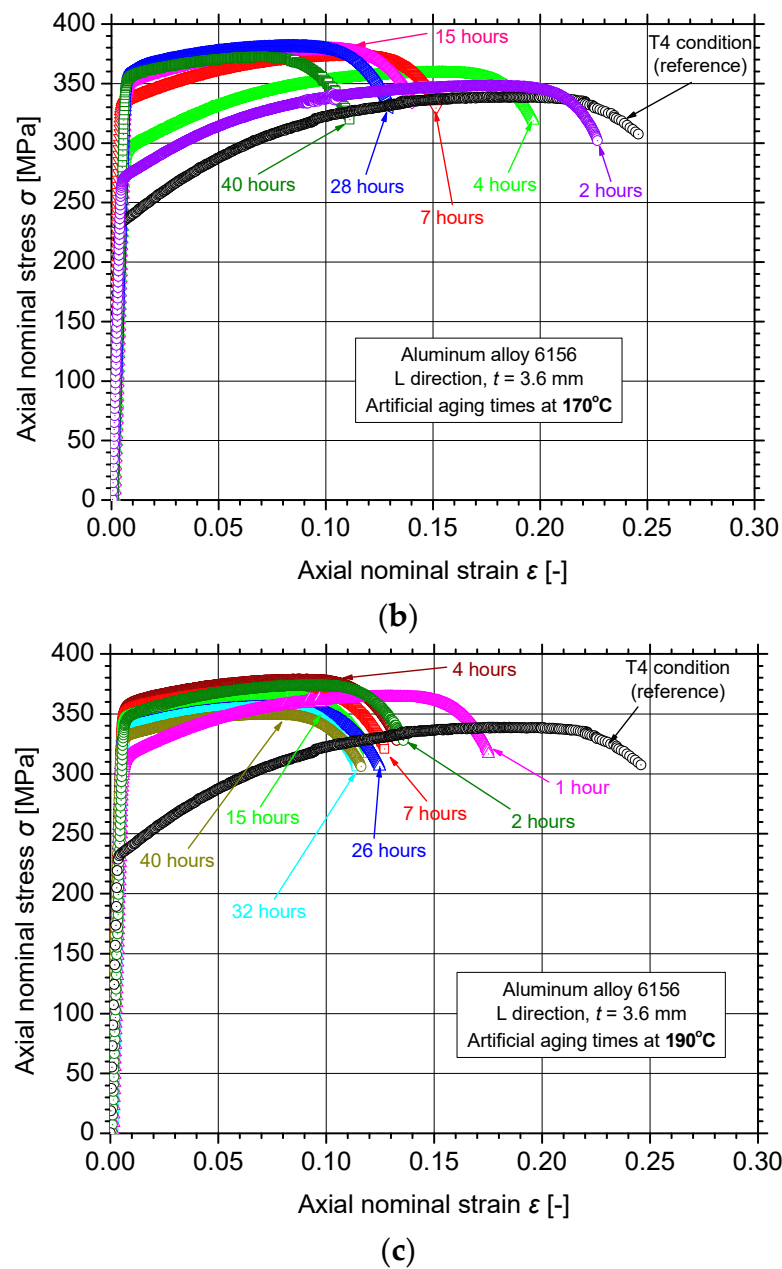 400
350
300
250
200
150
100
50
0
Axial nominal stress σ [MPa]
15 hours
T4 condition
(reference)
40 hours
28 hours
7 hours
4 hours
2 hours
Aluminum alloy 6156
L direction, t = 3.6 mm
Artificial aging times at 170°C
0.00 0.05 0.10 0.15 0.20 0.25 0.30
Axial nominal strain ε [-]
(b)
400
350
300
250
200
150
100
50
0
Axial nominal stress σ [MPa]
4 hours
T4 condition
(reference)
1 hour
15 hours
7 hours
2 hours
40 hours
26 hours
32 hours
Aluminum alloy 6156
L direction, t = 3.6 mm
Artificial aging times at 190°C
0.00 0.05 0.10 0.15 0.20 0.25 0.30
Axial nominal strain ε [-]
(c)